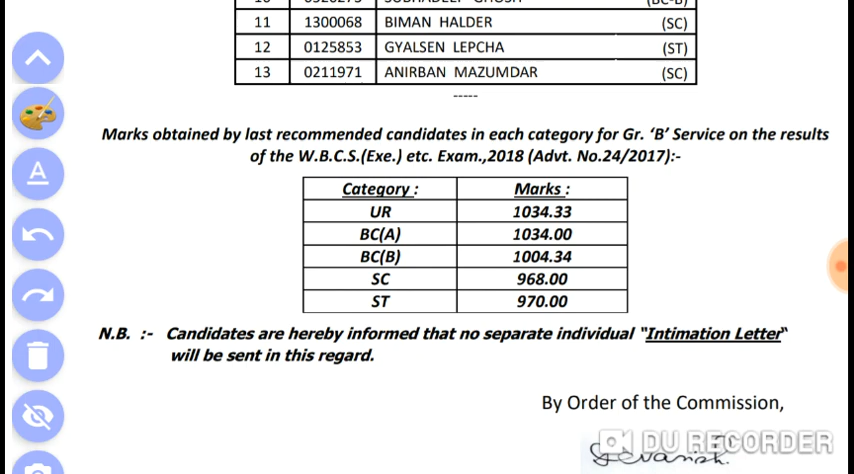 11 1300068 BIMAN HALDER (SC)
12 0125853 GYALSEN LEPCHA (ST)
13 0211971 ANIRBAN MAZUMDAR (SC)
-----
Marks obtained by last recommended candidates in each category for Gr. ‘B’ Service on the results
of the W.B.C.S.(Exe.) etc. Exam.,2018 (Advt. No.24/2017):-
Category : Marks :
UR 1034.33
BC(A) 1034.00
BC(B) 1004.34
SC 968.00
ST 970.00
N.B. :- Candidates are hereby informed that no separate individual "Intimation Letter"
will be sent in this regard.
By Order of the Commission,
DU RECORDER
A